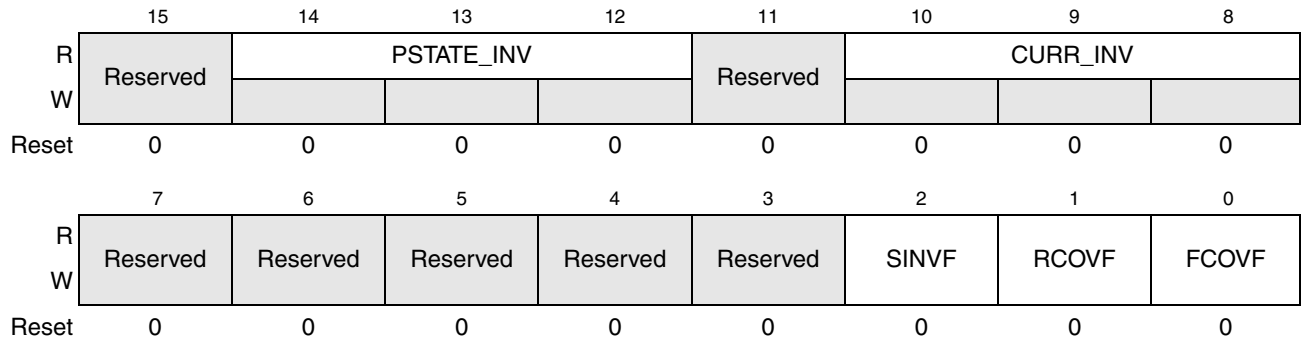 15 14 13 12 11 10 9 8
R Reserved PSTATE_INV Reserved CURR_INV
W
Reset 0 0 0 0 0 0 0 0
7 6 5 4 3 2 1 0
R Reserved Reserved Reserved Reserved Reserved SINVF RCOVF FCOVF
W
Reset 0 0 0 0 0 0 0 0